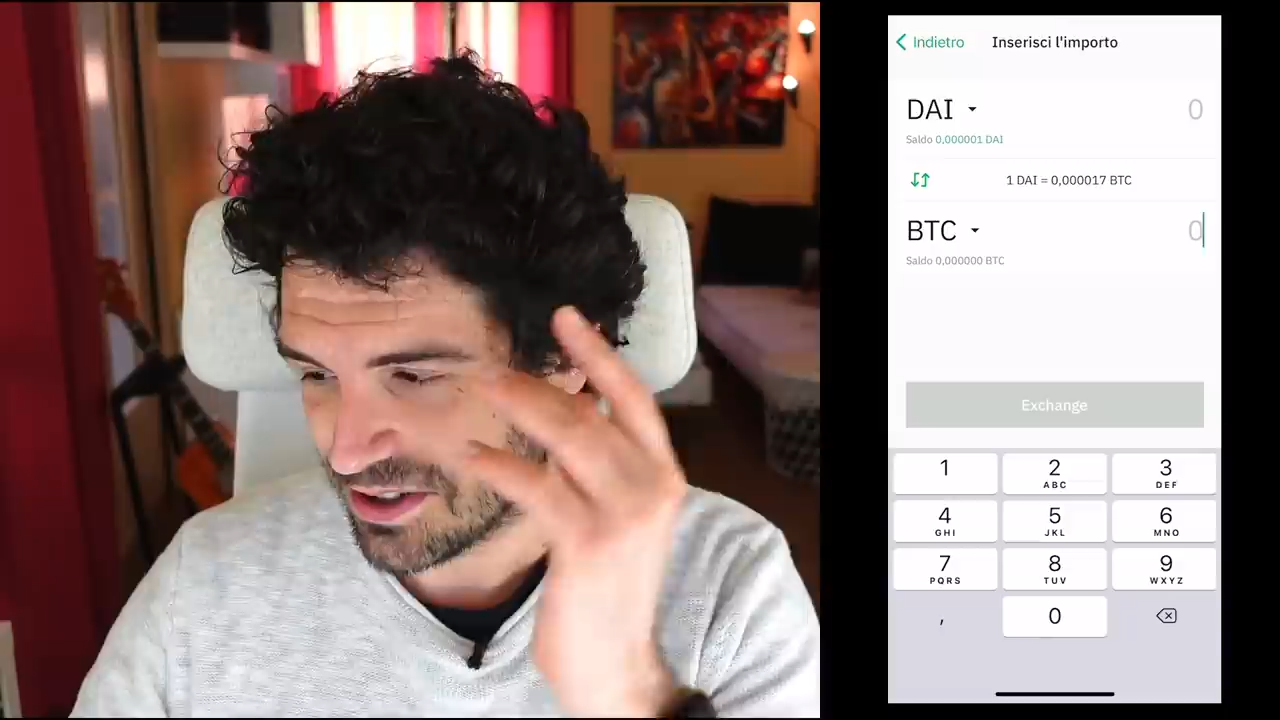 Indietro Inserisci l'importo
DAI 0
Saldo 0,000001 DAI
1 DAI = 0,000017 BTC
BTC 0
Saldo 0,000000 BTC
Exchange
1 2 3
ABC DEF
4 5 6
GHI JKL MNO
7 8 9
PQRS TUV WXYZ
, 0